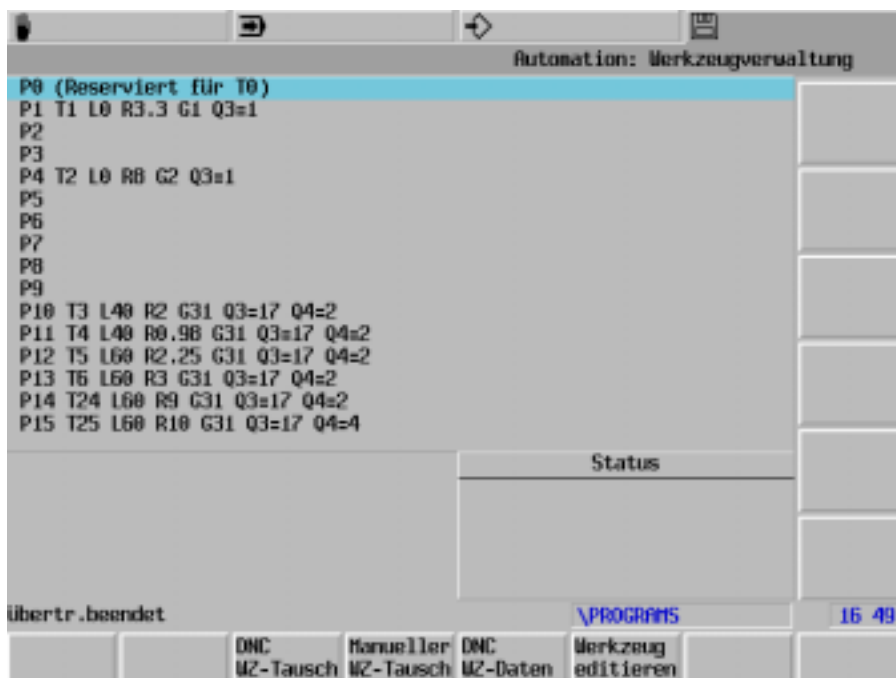 Automation: Werkzeugverwaltung
P0 (Reserviert für T0)
P1 T1 L0 R3.3 G1 Q3=1
P2
P3
P4 T2 L0 R8 G2 Q3=1
P5
P6
P7
P8
P9
P10 T3 L40 R2 G31 Q3=17 Q4=2
P11 T4 L40 R0.98 G31 Q3=17 Q4=2
P12 T5 L60 R2.25 G31 Q3=17 Q4=2
P13 T6 L60 R3 G31 Q3=17 Q4=2
P14 T24 L60 R9 G31 Q3=17 Q4=2
P15 T25 L60 R10 G31 Q3=17 Q4=4
Status
übertr.beendet
\PROGRAMS
16 49
DNC WZ-Tausch
Manueller WZ-Tausch
DNC WZ-Daten
Werkzeug editieren